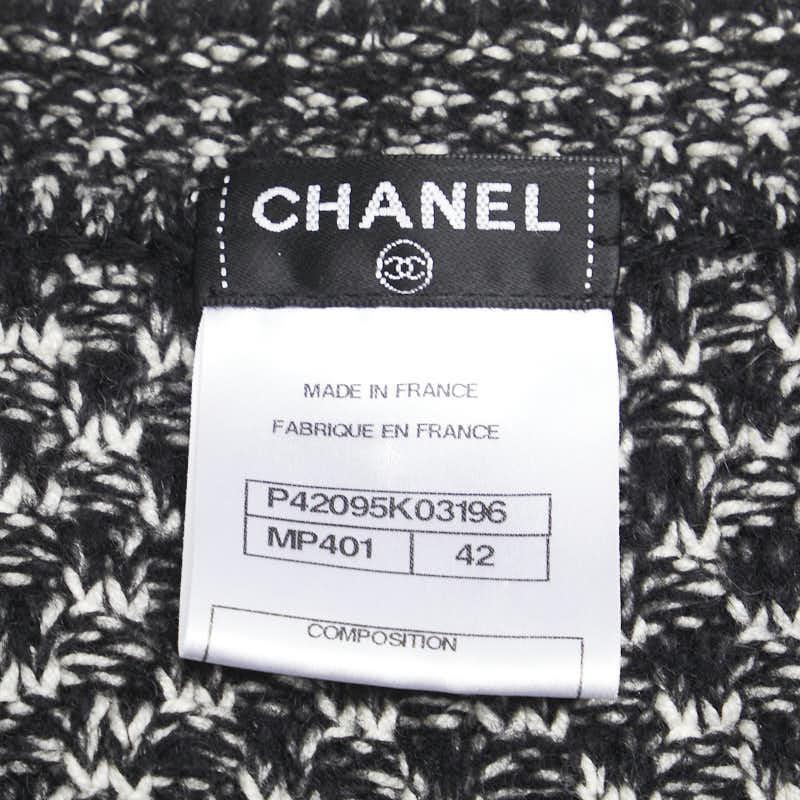 CHANEL
MADE IN FRANCE
FABRIQUE EN FRANCE
P42095K03196
MP401 42
COMPOSITION